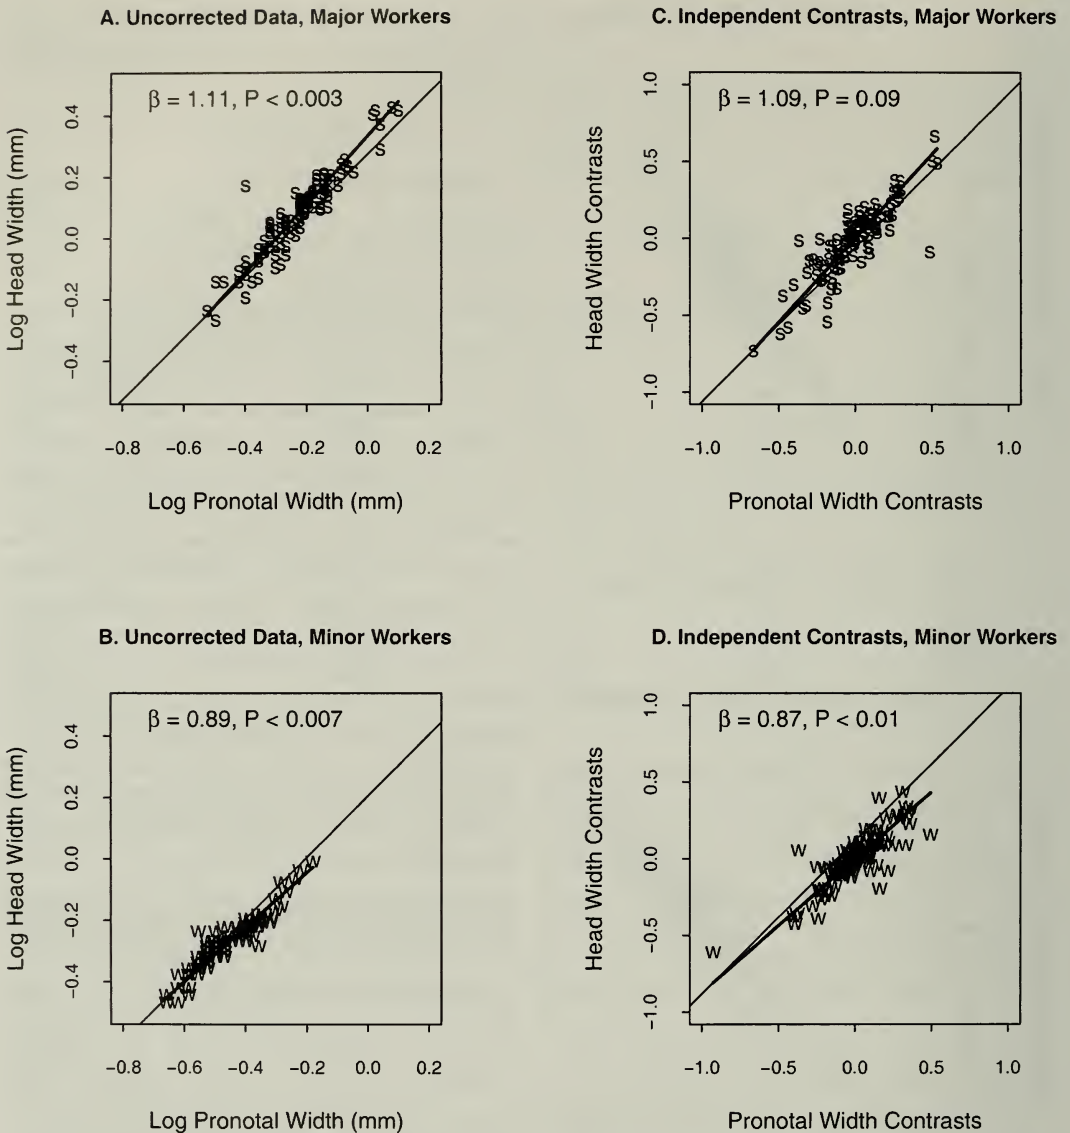 A. Uncorrected Data, Major Workers
β = 1.11, P < 0.003
Log Head Width (mm)
0.4
0.2
0.0
−0.2
−0.4
−0.8 −0.6 −0.4 −0.2 0.0 0.2
Log Pronotal Width (mm)
C. Independent Contrasts, Major Workers
β = 1.09, P = 0.09
Head Width Contrasts
1.0
0.5
0.0
−0.5
−1.0
−1.0 −0.5 0.0 0.5 1.0
Pronotal Width Contrasts
B. Uncorrected Data, Minor Workers
β = 0.89, P < 0.007
Log Head Width (mm)
0.4
0.2
0.0
−0.2
−0.4
−0.8 −0.6 −0.4 −0.2 0.0 0.2
Log Pronotal Width (mm)
D. Independent Contrasts, Minor Workers
β = 0.87, P < 0.01
Head Width Contrasts
1.0
0.5
0.0
−0.5
−1.0
−1.0 −0.5 0.0 0.5 1.0
Pronotal Width Contrasts